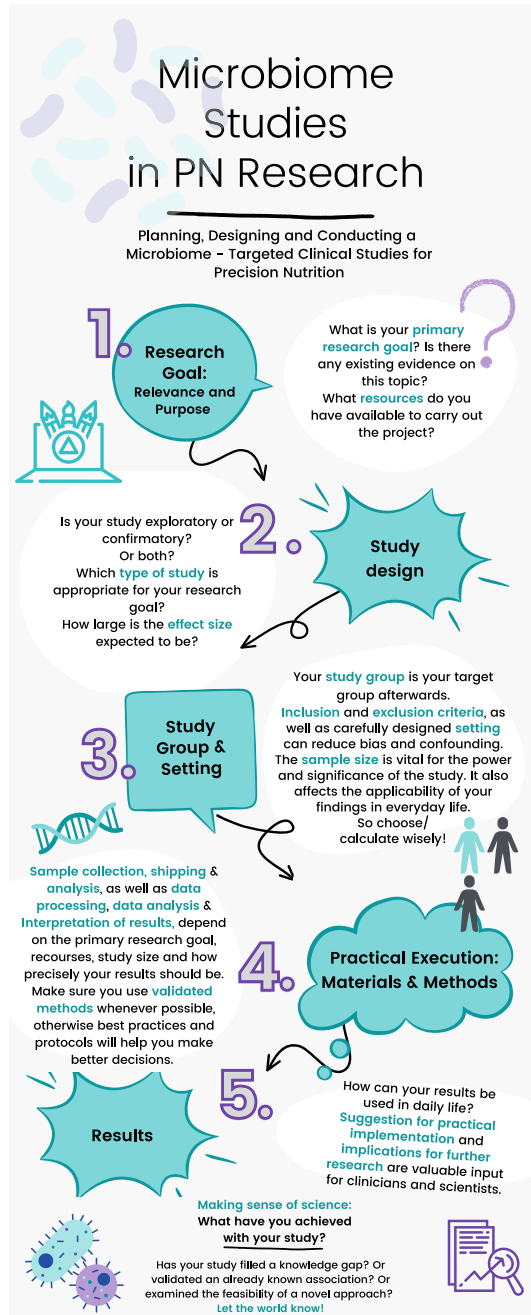 Microbiome
Studies
in PN Research
Planning, Designing and Conducting a
Microbiome - Targeted Clinical Studies for
Precision Nutrition
1.
Research
Goal:
Relevance and
Purpose
What is your primary
research goal? Is there
any existing evidence on
this topic?
What resources do you
have available to carry out
the project?
?
2.
Study
design
Is your study exploratory or
confirmatory?
Or both?
Which type of study is
appropriate for your research
goal?
How large is the effect size
expected to be?
3.
Study
Group &
Setting
Your study group is your target
group afterwards.
Inclusion and exclusion criteria, as
well as carefully designed setting
can reduce bias and confounding.
The sample size is vital for the power
and significance of the study. It also
affects the applicability of your
findings in everyday life.
So choose/
calculate wisely!
4.
Practical Execution:
Materials & Methods
Sample collection, shipping &
analysis, as well as data
processing, data analysis &
Interpretation of results, depend
on the primary research goal,
recourses, study size and how
precisely your results should be.
Make sure you use validated
methods whenever possible,
otherwise best practices and
protocols will help you make
better decisions.
5.
Results
How can your results be
used in daily life?
Suggestion for practical
implementation and
implications for further
research are valuable input
for clinicians and scientists.
Making sense of science:
What have you achieved
with your study?
Has your study filled a knowledge gap? Or
validated an already known association? Or
examined the feasibility of a novel approach?
Let the world know!